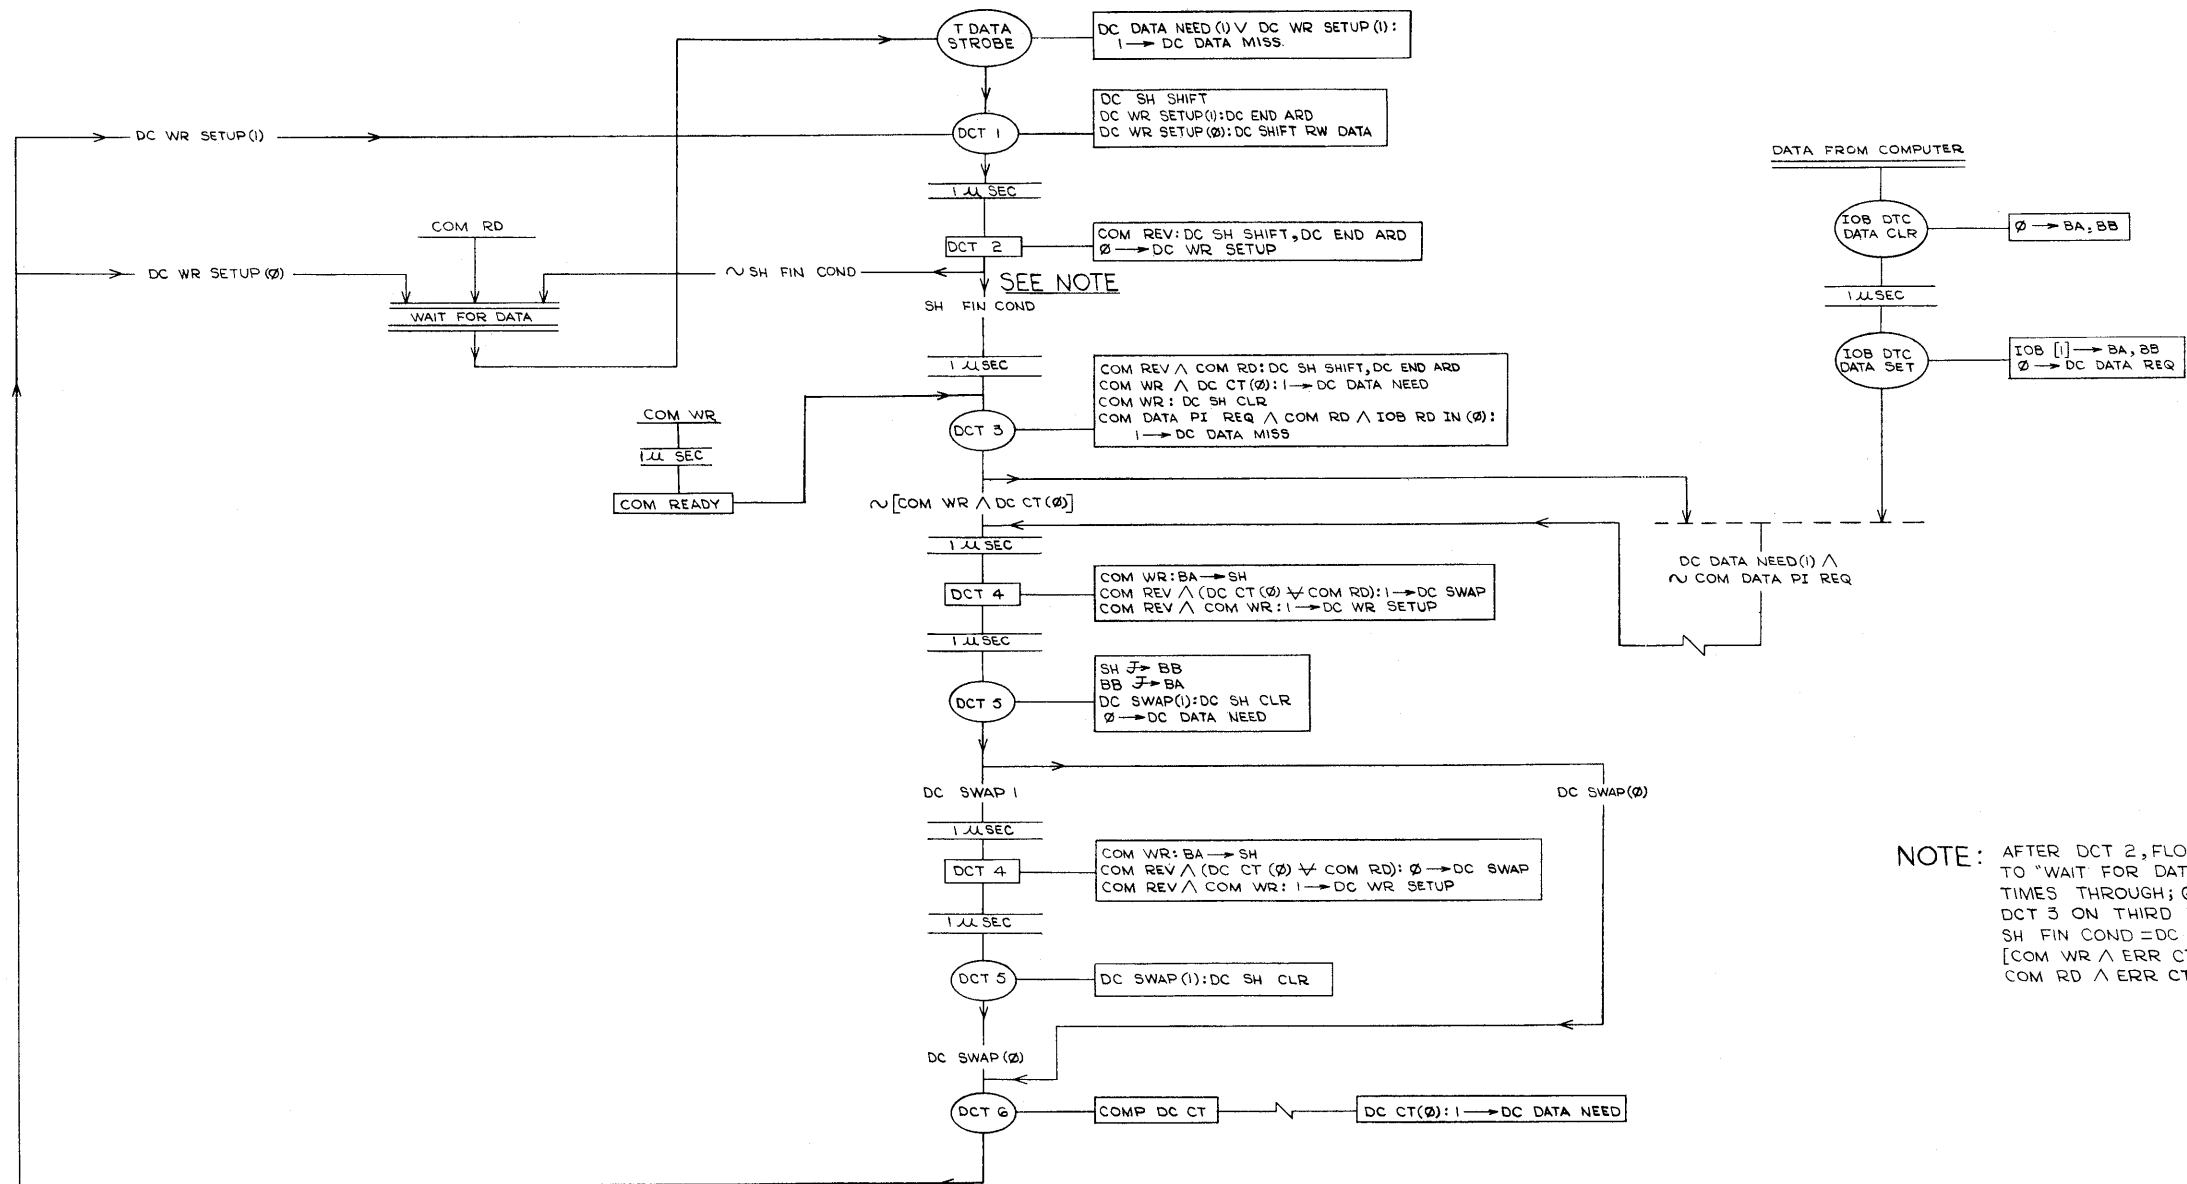 T DATA
STROBE
DC DATA NEED (1) V DC WR SETUP (1):
1 → DC DATA MISS.
DC WR SETUP(1)
DCT 1
DC SH SHIFT
DC WR SETUP(1): DC END ARD
DC WR SETUP(Ø): DC SHIFT RW DATA
1 μ SEC
COM RD
DCT 2
COM REV: DC SH SHIFT, DC END ARD
Ø → DC WR SETUP
DC WR SETUP (Ø)
~ SH FIN COND
SEE NOTE
WAIT FOR DATA
SH FIN COND
DATA FROM COMPUTER
IOB DTC
DATA CLR
Ø → BA, BB
1 μ SEC
IOB DTC
DATA SET
IOB [1] → BA, BB
Ø → DC DATA REQ
1 μ SEC
COM WR
1 μ SEC
COM READY
DCT 3
COM REV ∧ COM RD: DC SH SHIFT, DC END ARD
COM WR ∧ DC CT(Ø): 1 → DC DATA NEED
COM WR: DC SH CLR
COM DATA PI REQ ∧ COM RD ∧ IOB RD IN (Ø):
1 → DC DATA MISS
~ [COM WR ∧ DC CT(Ø)]
DC DATA NEED(1) ∧
~ COM DATA PI REQ
1 μ SEC
DCT 4
COM WR: BA → SH
COM REV ∧ (DC CT (Ø) ⩝ COM RD): 1 → DC SWAP
COM REV ∧ COM WR: 1 → DC WR SETUP
1 μ SEC
DCT 5
SH J→ BB
BB J→ BA
DC SWAP(1): DC SH CLR
Ø → DC DATA NEED
DC SWAP 1
DC SWAP(Ø)
1 μ SEC
DCT 4
COM WR: BA → SH
COM REV ∧ (DC CT (Ø) ⩝ COM RD): Ø → DC SWAP
COM REV ∧ COM WR: 1 → DC WR SETUP
1 μ SEC
DCT 5
DC SWAP (1): DC SH CLR
DC SWAP (Ø)
DCT 6
COMP DC CT
DC CT(Ø): 1 → DC DATA NEED
NOTE: AFTER DCT 2, FLO
TO "WAIT FOR DAT
TIMES THROUGH;
DCT 3 ON THIRD
SH FIN COND = DC
[COM WR ∧ ERR CT
COM RD ∧ ERR CT